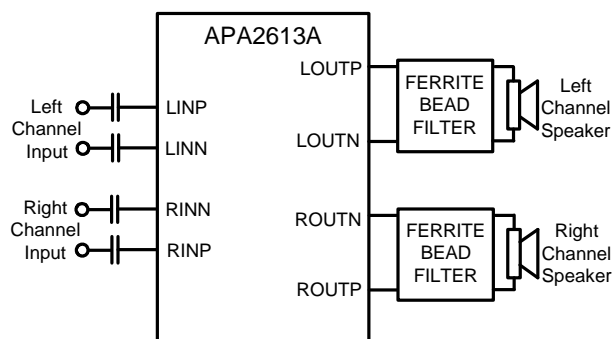 APA2613A
Left
Channel
Input
LINP
LINN
Right
Channel
Input
RINN
RINP
LOUTP
LOUTN
FERRITE
BEAD
FILTER
Left
Channel
Speaker
ROUTN
ROUTP
FERRITE
BEAD
FILTER
Right
Channel
Speaker